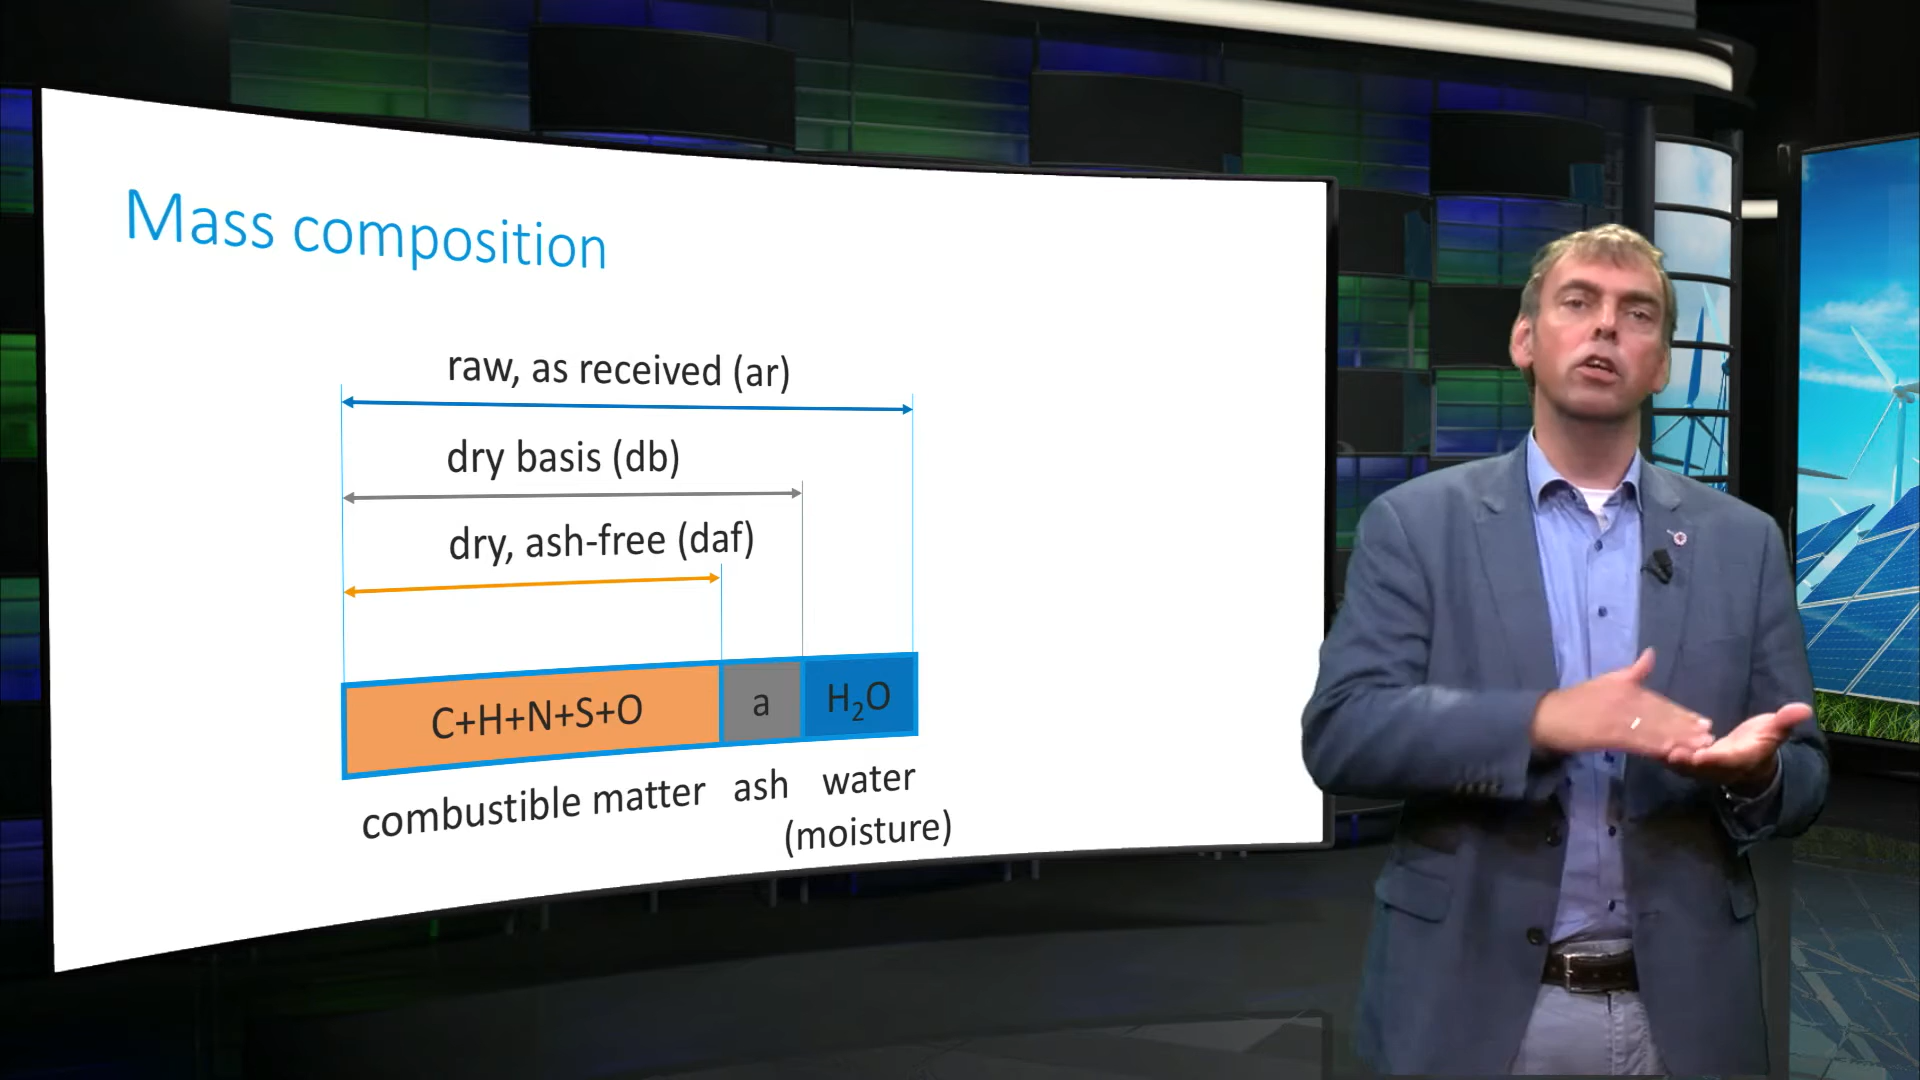 Mass composition
raw, as received (ar)
dry basis (db)
dry, ash-free (daf)
C+H+N+S+O
a
H₂O
combustible matter
ash
water
(moisture)